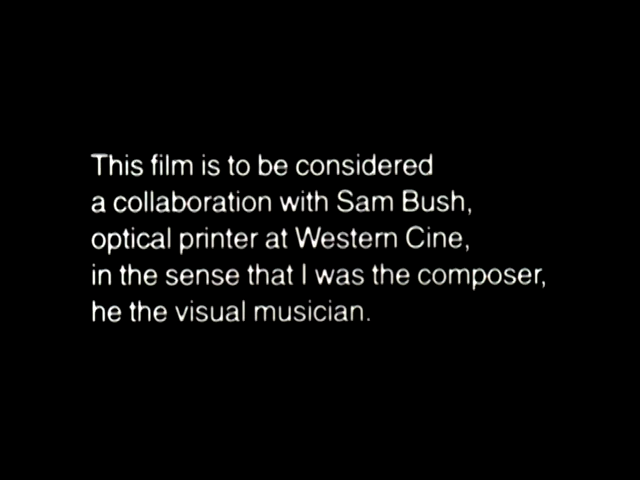 This film is to be considered
a collaboration with Sam Bush,
optical printer at Western Cine,
in the sense that I was the composer,
he the visual musician.